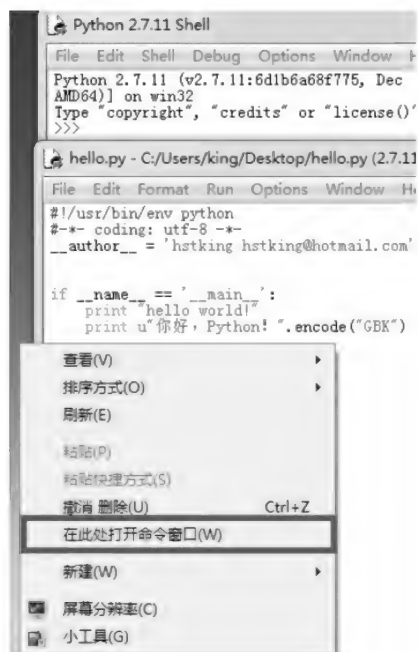 Python 2.7.11 Shell
File Edit Shell Debug Options Window H
Python 2.7.11 (v2.7.11:6d1b6a68f775, Dec
AMD64)] on win32
Type "copyright", "credits" or "license()"
>>>
hello.py - C:/Users/king/Desktop/hello.py (2.7.11
File Edit Format Run Options Window He
#!/usr/bin/env python
#-*- coding: utf-8 -*-
__author__ = 'hstking hstking@hotmail.com'
if __name__ == '__main__':
print "hello world!"
print u"你好，Python! ".encode("GBK")
查看(V)
排序方式(O)
刷新(E)
粘贴(P)
粘贴快捷方式(S)
撤消 删除(U) Ctrl+Z
在此处打开命令窗口(W)
新建(W)
屏幕分辨率(C)
小工具(G)